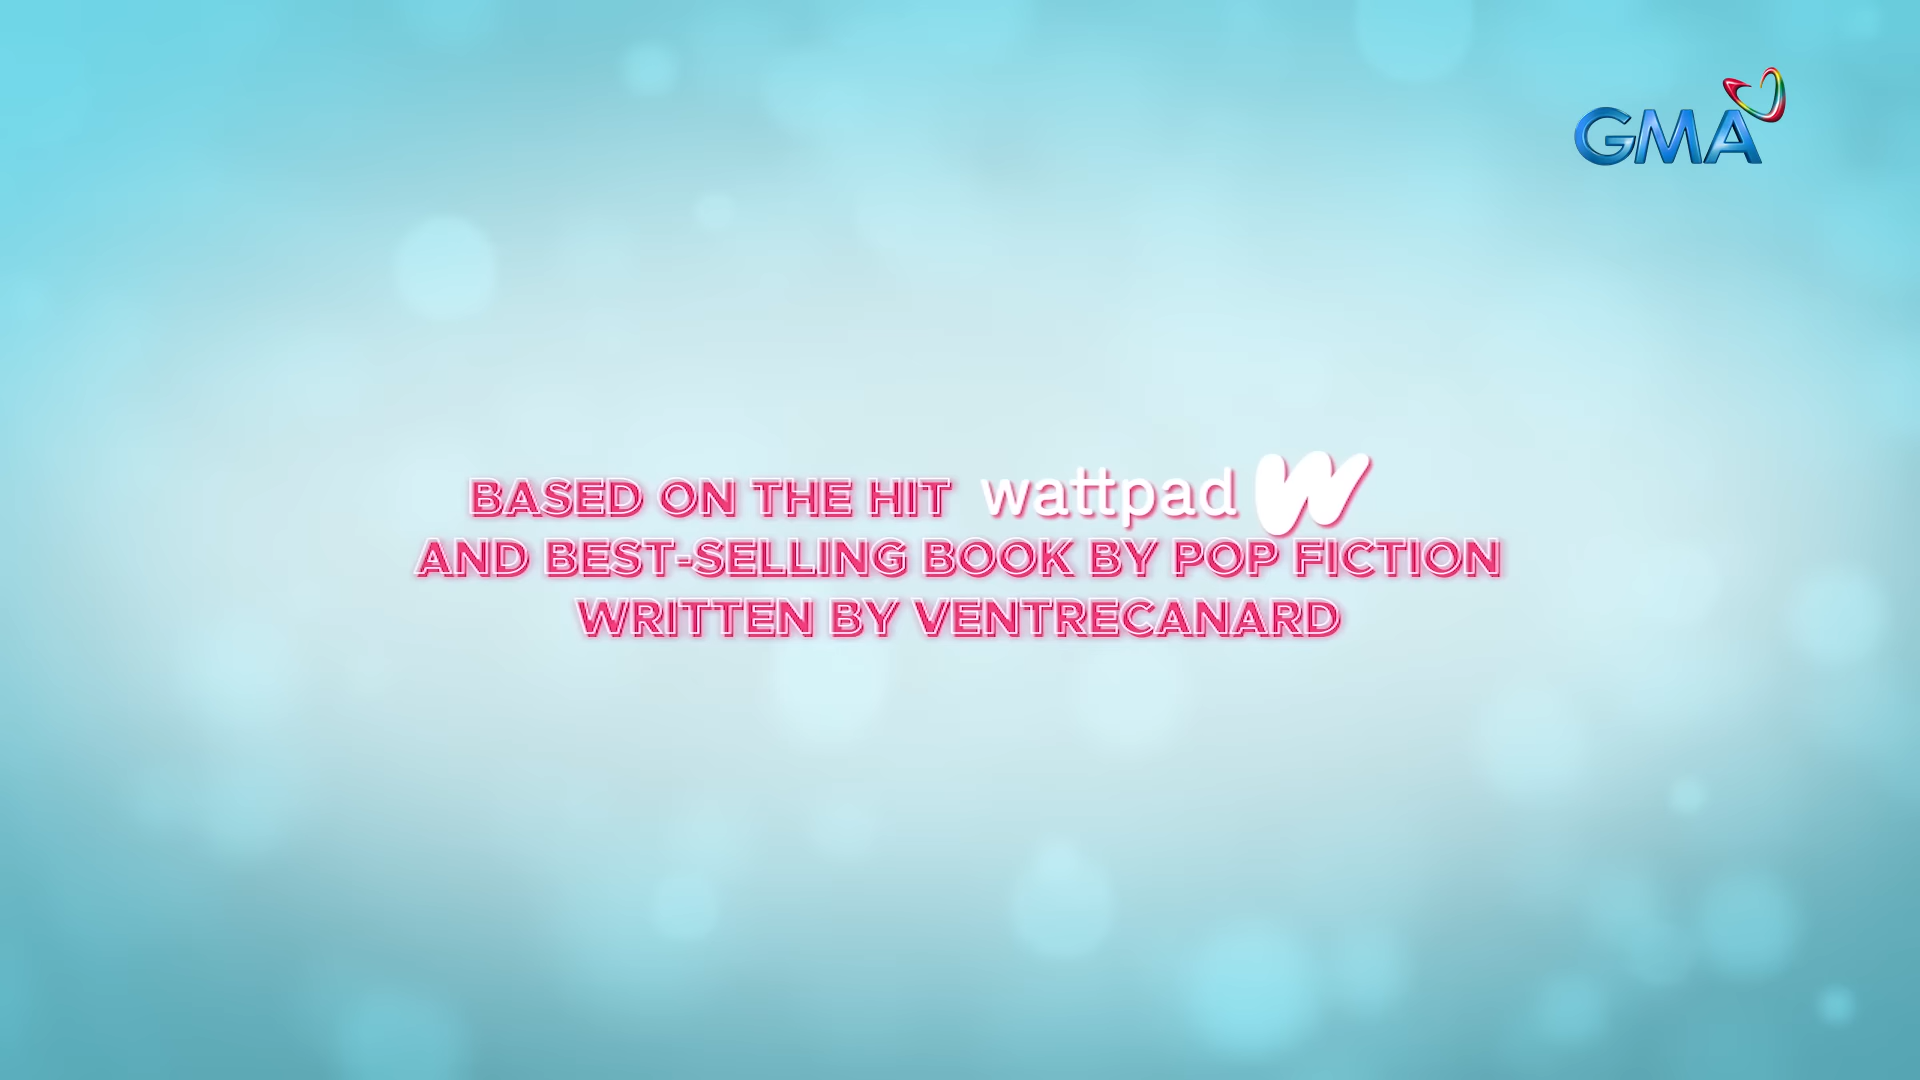 GMA
BASED ON THE HIT wattpad W
AND BEST-SELLING BOOK BY POP FICTION
WRITTEN BY VENTRECANARD